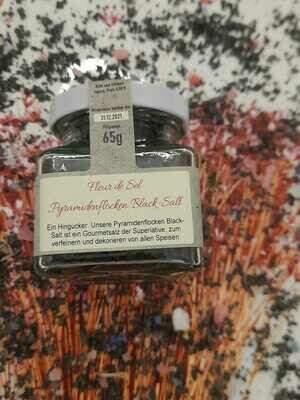 31.12.2021
Füllmenge
65g
Fleur de Sel
„Pyramidenflocken Black-Salt
Ein Hingucker: Unsere Pyramidenflocken Black-
Salt ist ein Gourmetsalz der Superlative, zum
verfeinern und dekorieren von allen Speisen.